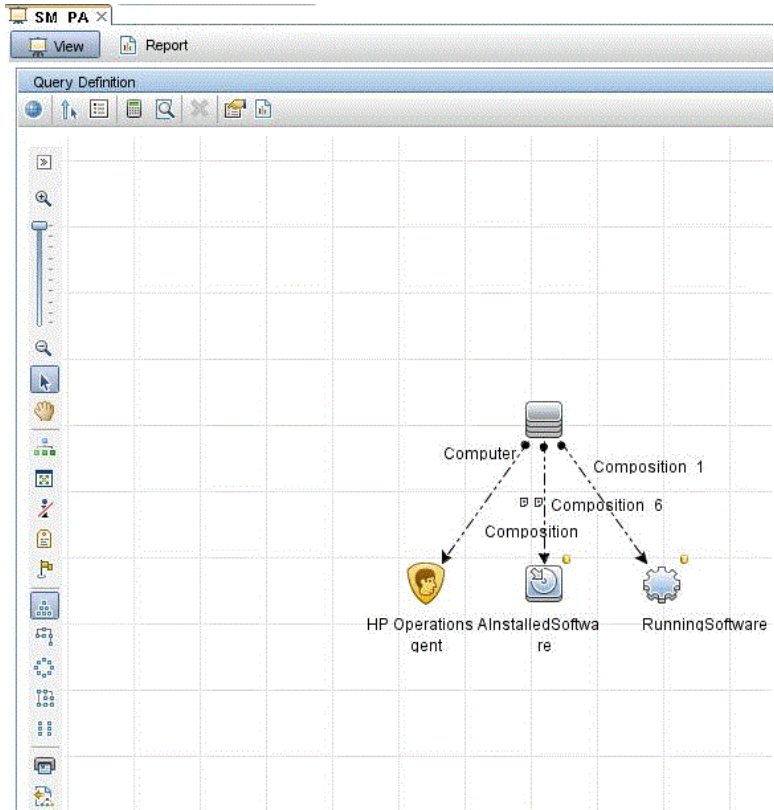 SM PA
View
Report
Query Definition
Computer
Composition 1
Composition 6
Composition
HP Operations A
gent
InstalledSoftwa
re
RunningSoftware